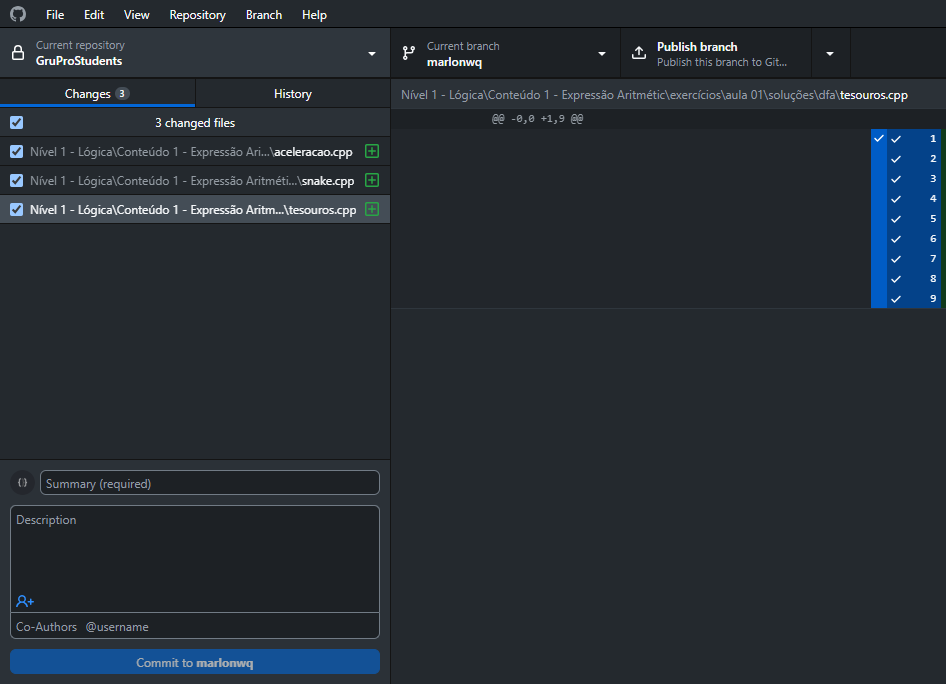 File Edit View Repository Branch Help
Current repository
GruProStudents
Current branch
marlonwq
Publish branch
Publish this branch to Git...
Changes 3
History
3 changed files
Nível 1 - Lógica\Conteúdo 1 - Expressão Ari...\aceleracao.cpp
Nível 1 - Lógica\Conteúdo 1 - Expressão Aritméti...\snake.cpp
Nível 1 - Lógica\Conteúdo 1 - Expressão Aritm...\tesouros.cpp
Nível 1 - Lógica\Conteúdo 1 - Expressão Aritmétic\exercícios\aula 01\soluções\dfa\tesouros.cpp
@@ -0,0 +1,9 @@
1
2
3
4
5
6
7
8
9
Summary (required)
Description
Co-Authors @username
Commit to marlonwq